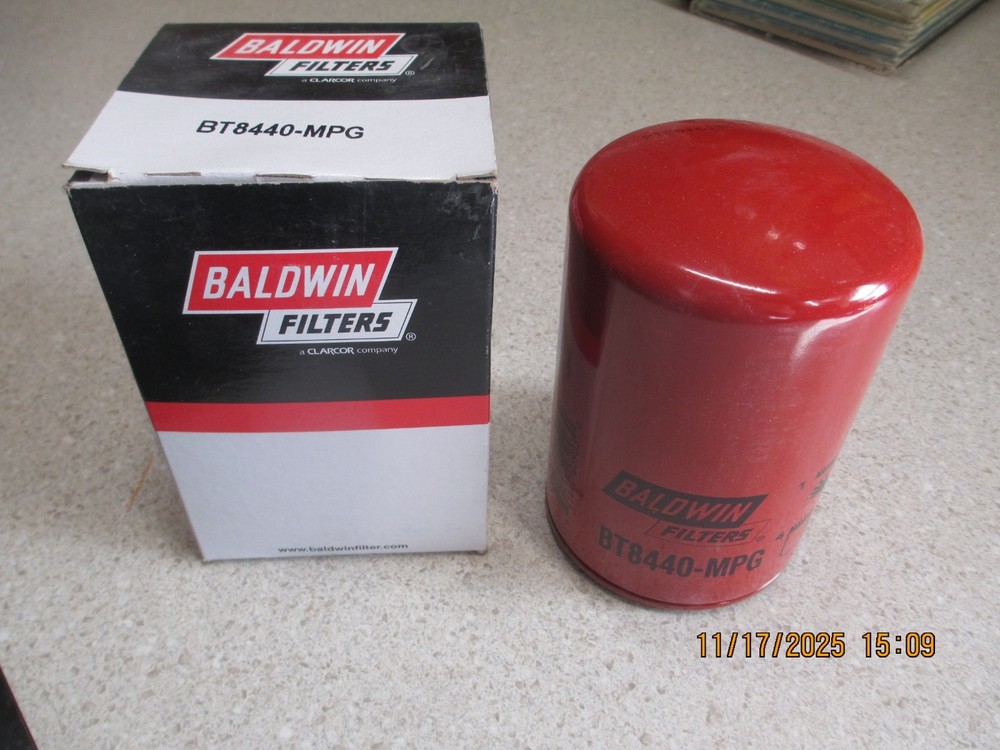 BALDWIN
FILTERS®
a CLARCOR company
BT8440-MPG
BALDWIN
FILTERS®
a CLARCOR company
www.baldwinfilter.com
BALDWIN
FILTERS®
BT8440-MPG
11/17/2025 15:09